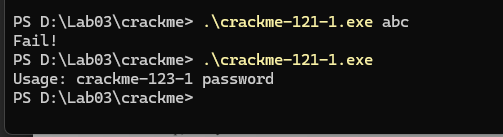 PS D:\Lab03\crackme> .\crackme-121-1.exe abc
Fail!
PS D:\Lab03\crackme> .\crackme-121-1.exe
Usage: crackme-123-1 password
PS D:\Lab03\crackme>